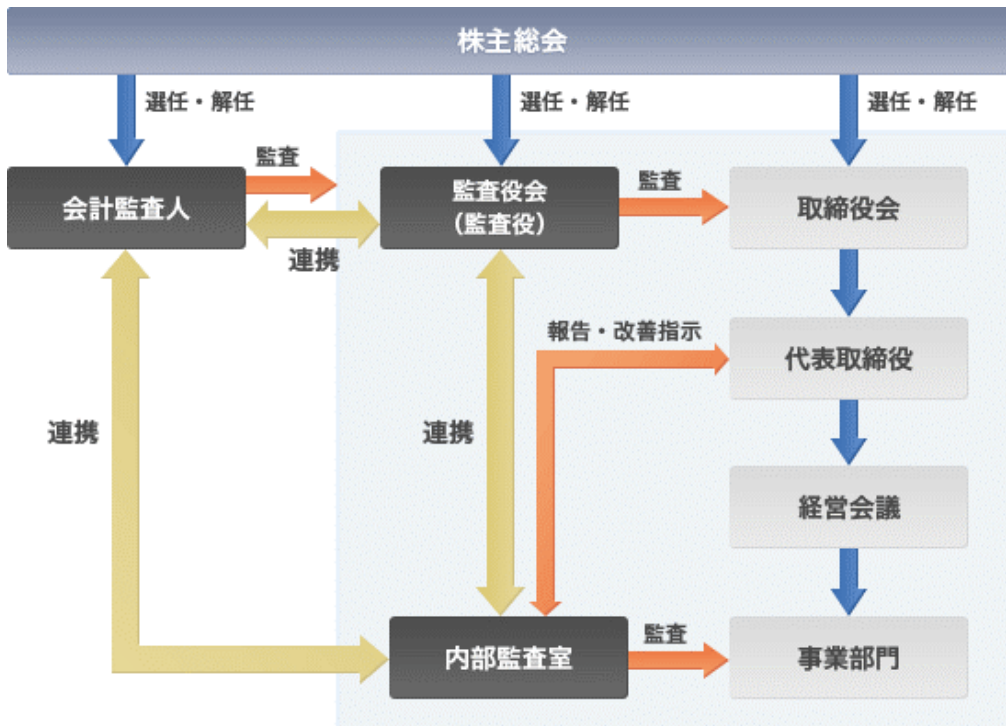 株主総会
選任・解任
選任・解任
選任・解任
会計監査人
監査
監査役会
（監査役）
監査
取締役会
連携
報告・改善指示
代表取締役
連携
連携
経営会議
内部監査室
監査
事業部門